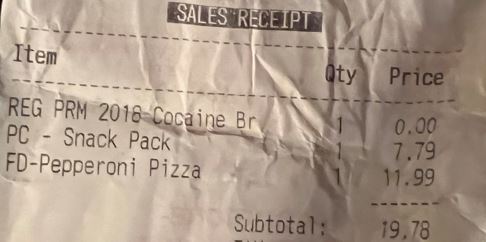 SALES RECEIPT
Item Qty Price
REG PRM 2018 Cocaine Br 1 0.00
PC - Snack Pack 1 7.79
FD-Pepperoni Pizza 1 11.99
Subtotal: 19.78